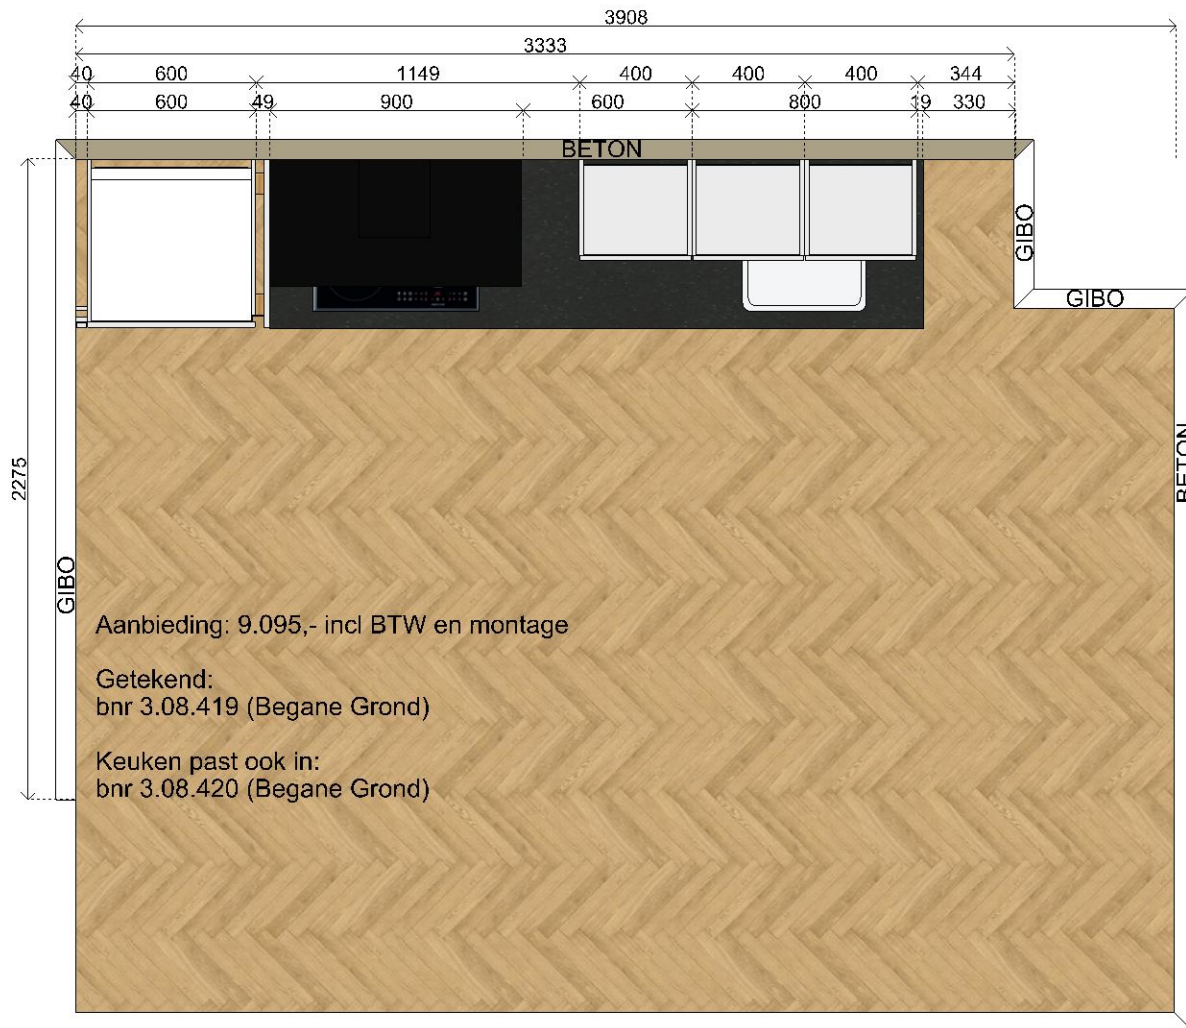 3908
3333
40 600 1149 400 400 400 344
40 600 49 900 600 800 19 330
BETON
GIBO
GIBO
BETON
2275
GIBO
Aanbieding: 9.095,- incl BTW en montage
Getekend:
bnr 3.08.419 (Begane Grond)
Keuken past ook in:
bnr 3.08.420 (Begane Grond)